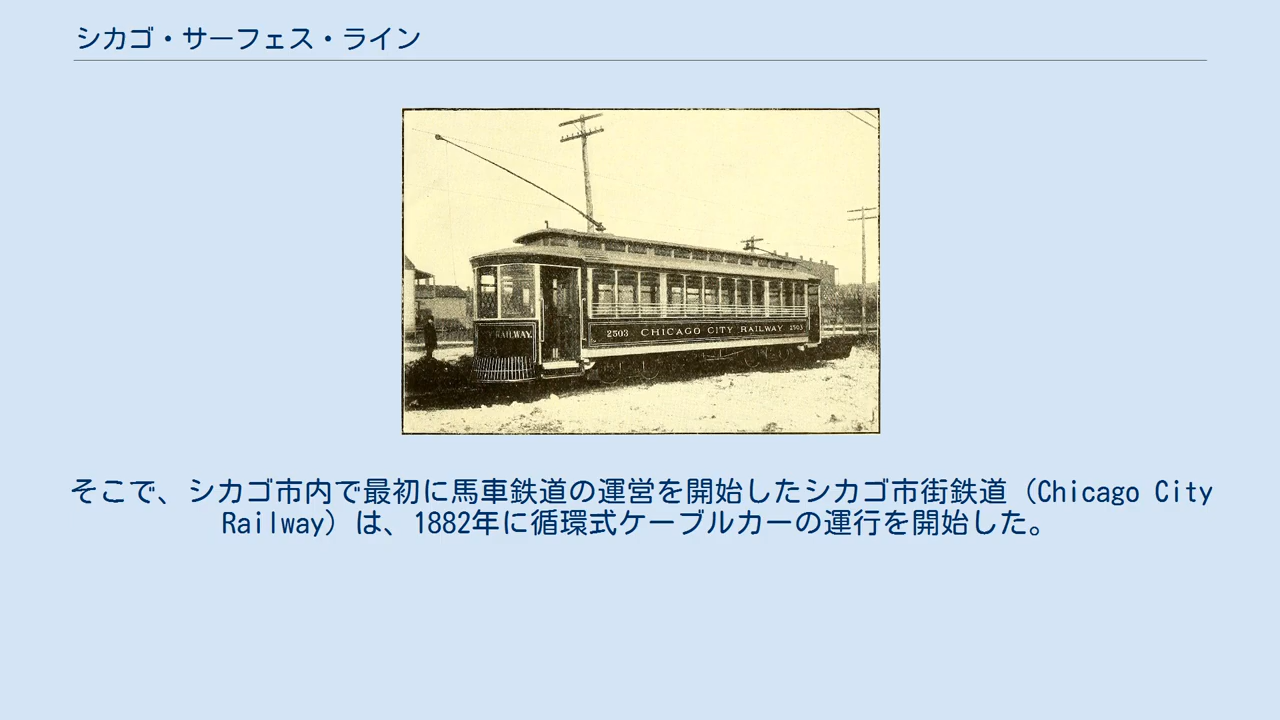 シカゴ・サーフェス・ライン
RAILWAY.
2503 CHICAGO CITY RAILWAY 2503
そこで、シカゴ市内で最初に馬車鉄道の運営を開始したシカゴ市街鉄道（Chicago City
Railway）は、1882年に循環式ケーブルカーの運行を開始した。